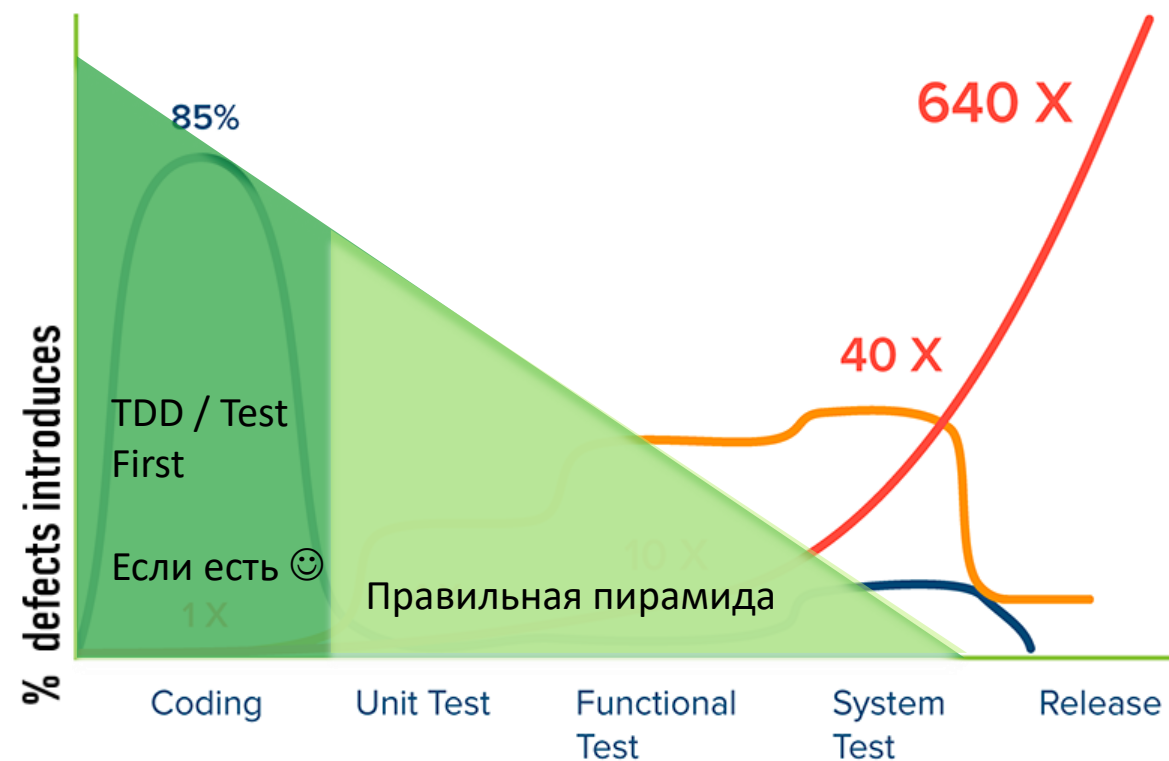 85%
640 X
40 X
TDD / Test
First
Если есть ☺
10 X
1 X
Правильная пирамида
% defects introduces
Coding
Unit Test
Functional
Test
System
Test
Release